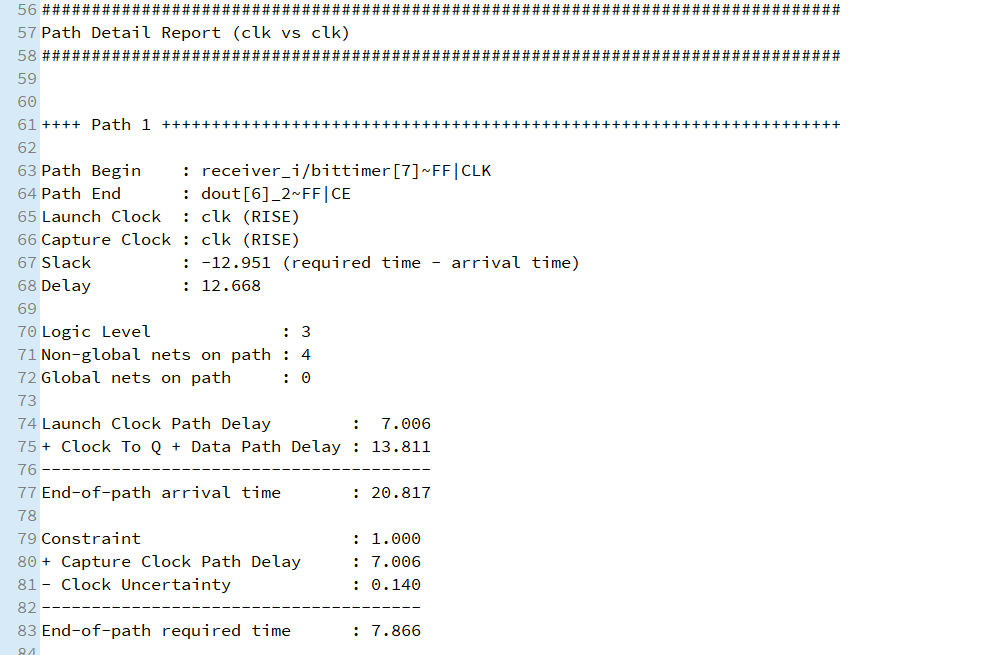 56 ################################################################################
57 Path Detail Report (clk vs clk)
58 ################################################################################
59
60
61 ++++ Path 1 ++++++++++++++++++++++++++++++++++++++++++++++++++++++++++++++++++++
62
63 Path Begin    : receiver_i/bittimer[7]~FF|CLK
64 Path End      : dout[6]_2~FF|CE
65 Launch Clock  : clk (RISE)
66 Capture Clock : clk (RISE)
67 Slack         : -12.951 (required time - arrival time)
68 Delay         : 12.668
69
70 Logic Level             : 3
71 Non-global nets on path : 4
72 Global nets on path     : 0
73
74 Launch Clock Path Delay        :  7.006
75 + Clock To Q + Data Path Delay : 13.811
76 ---------------------------------------
77 End-of-path arrival time       : 20.817
78
79 Constraint                     : 1.000
80 + Capture Clock Path Delay     : 7.006
81 - Clock Uncertainty            : 0.140
82 --------------------------------------
83 End-of-path required time      : 7.866
84